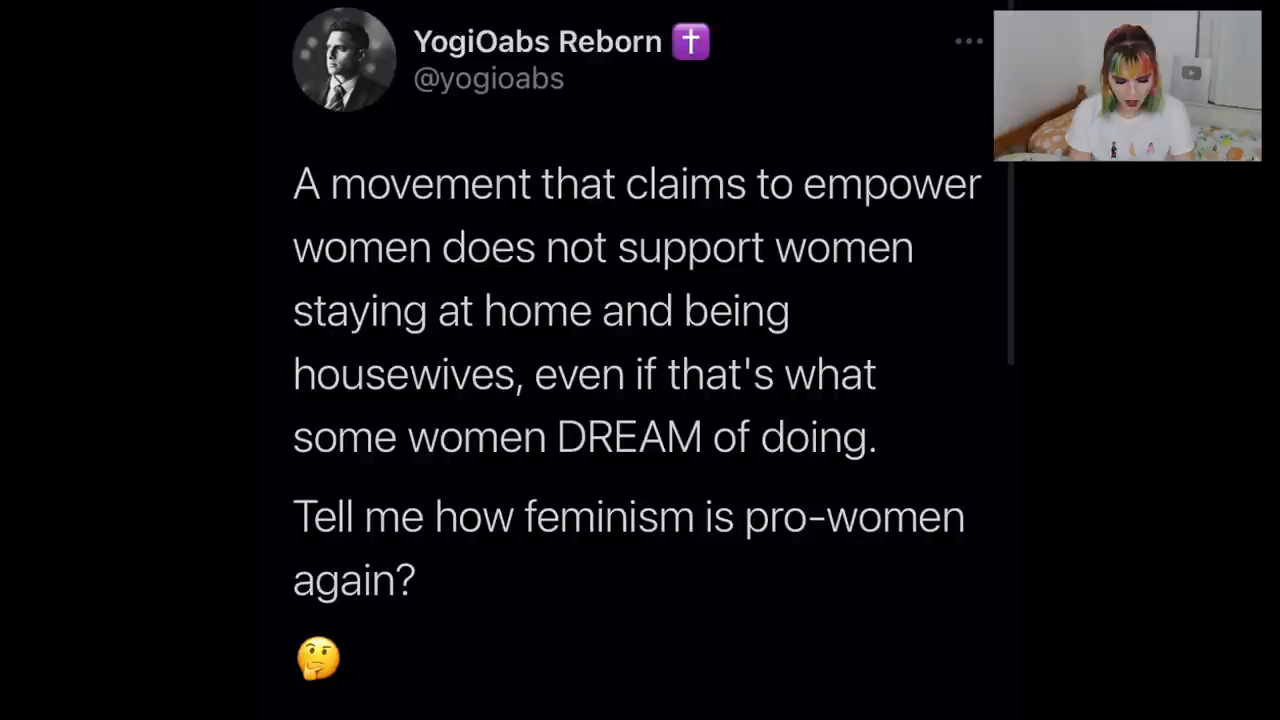 YogiOabs Reborn ✝️
@yogioabs
A movement that claims to empower
women does not support women
staying at home and being
housewives, even if that's what
some women DREAM of doing.
Tell me how feminism is pro-women
again?
🤔